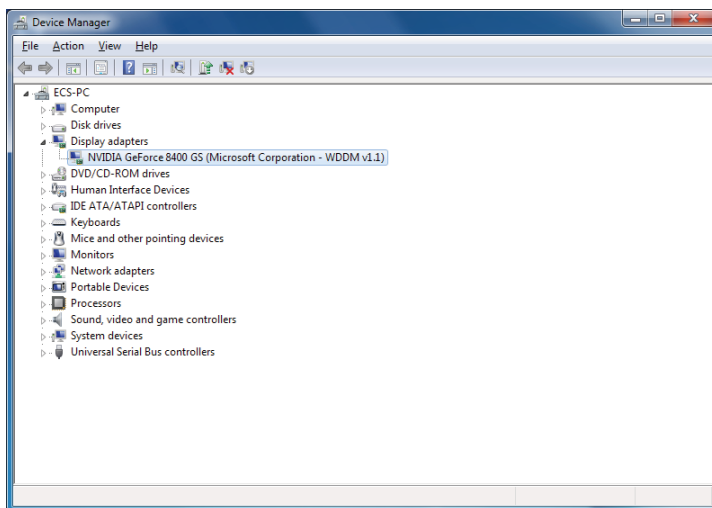 Device Manager
File Action View Help
ECS-PC
Computer
Disk drives
Display adapters
NVIDIA GeForce 8400 GS (Microsoft Corporation - WDDM v1.1)
DVD/CD-ROM drives
Human Interface Devices
IDE ATA/ATAPI controllers
Keyboards
Mice and other pointing devices
Monitors
Network adapters
Portable Devices
Processors
Sound, video and game controllers
System devices
Universal Serial Bus controllers